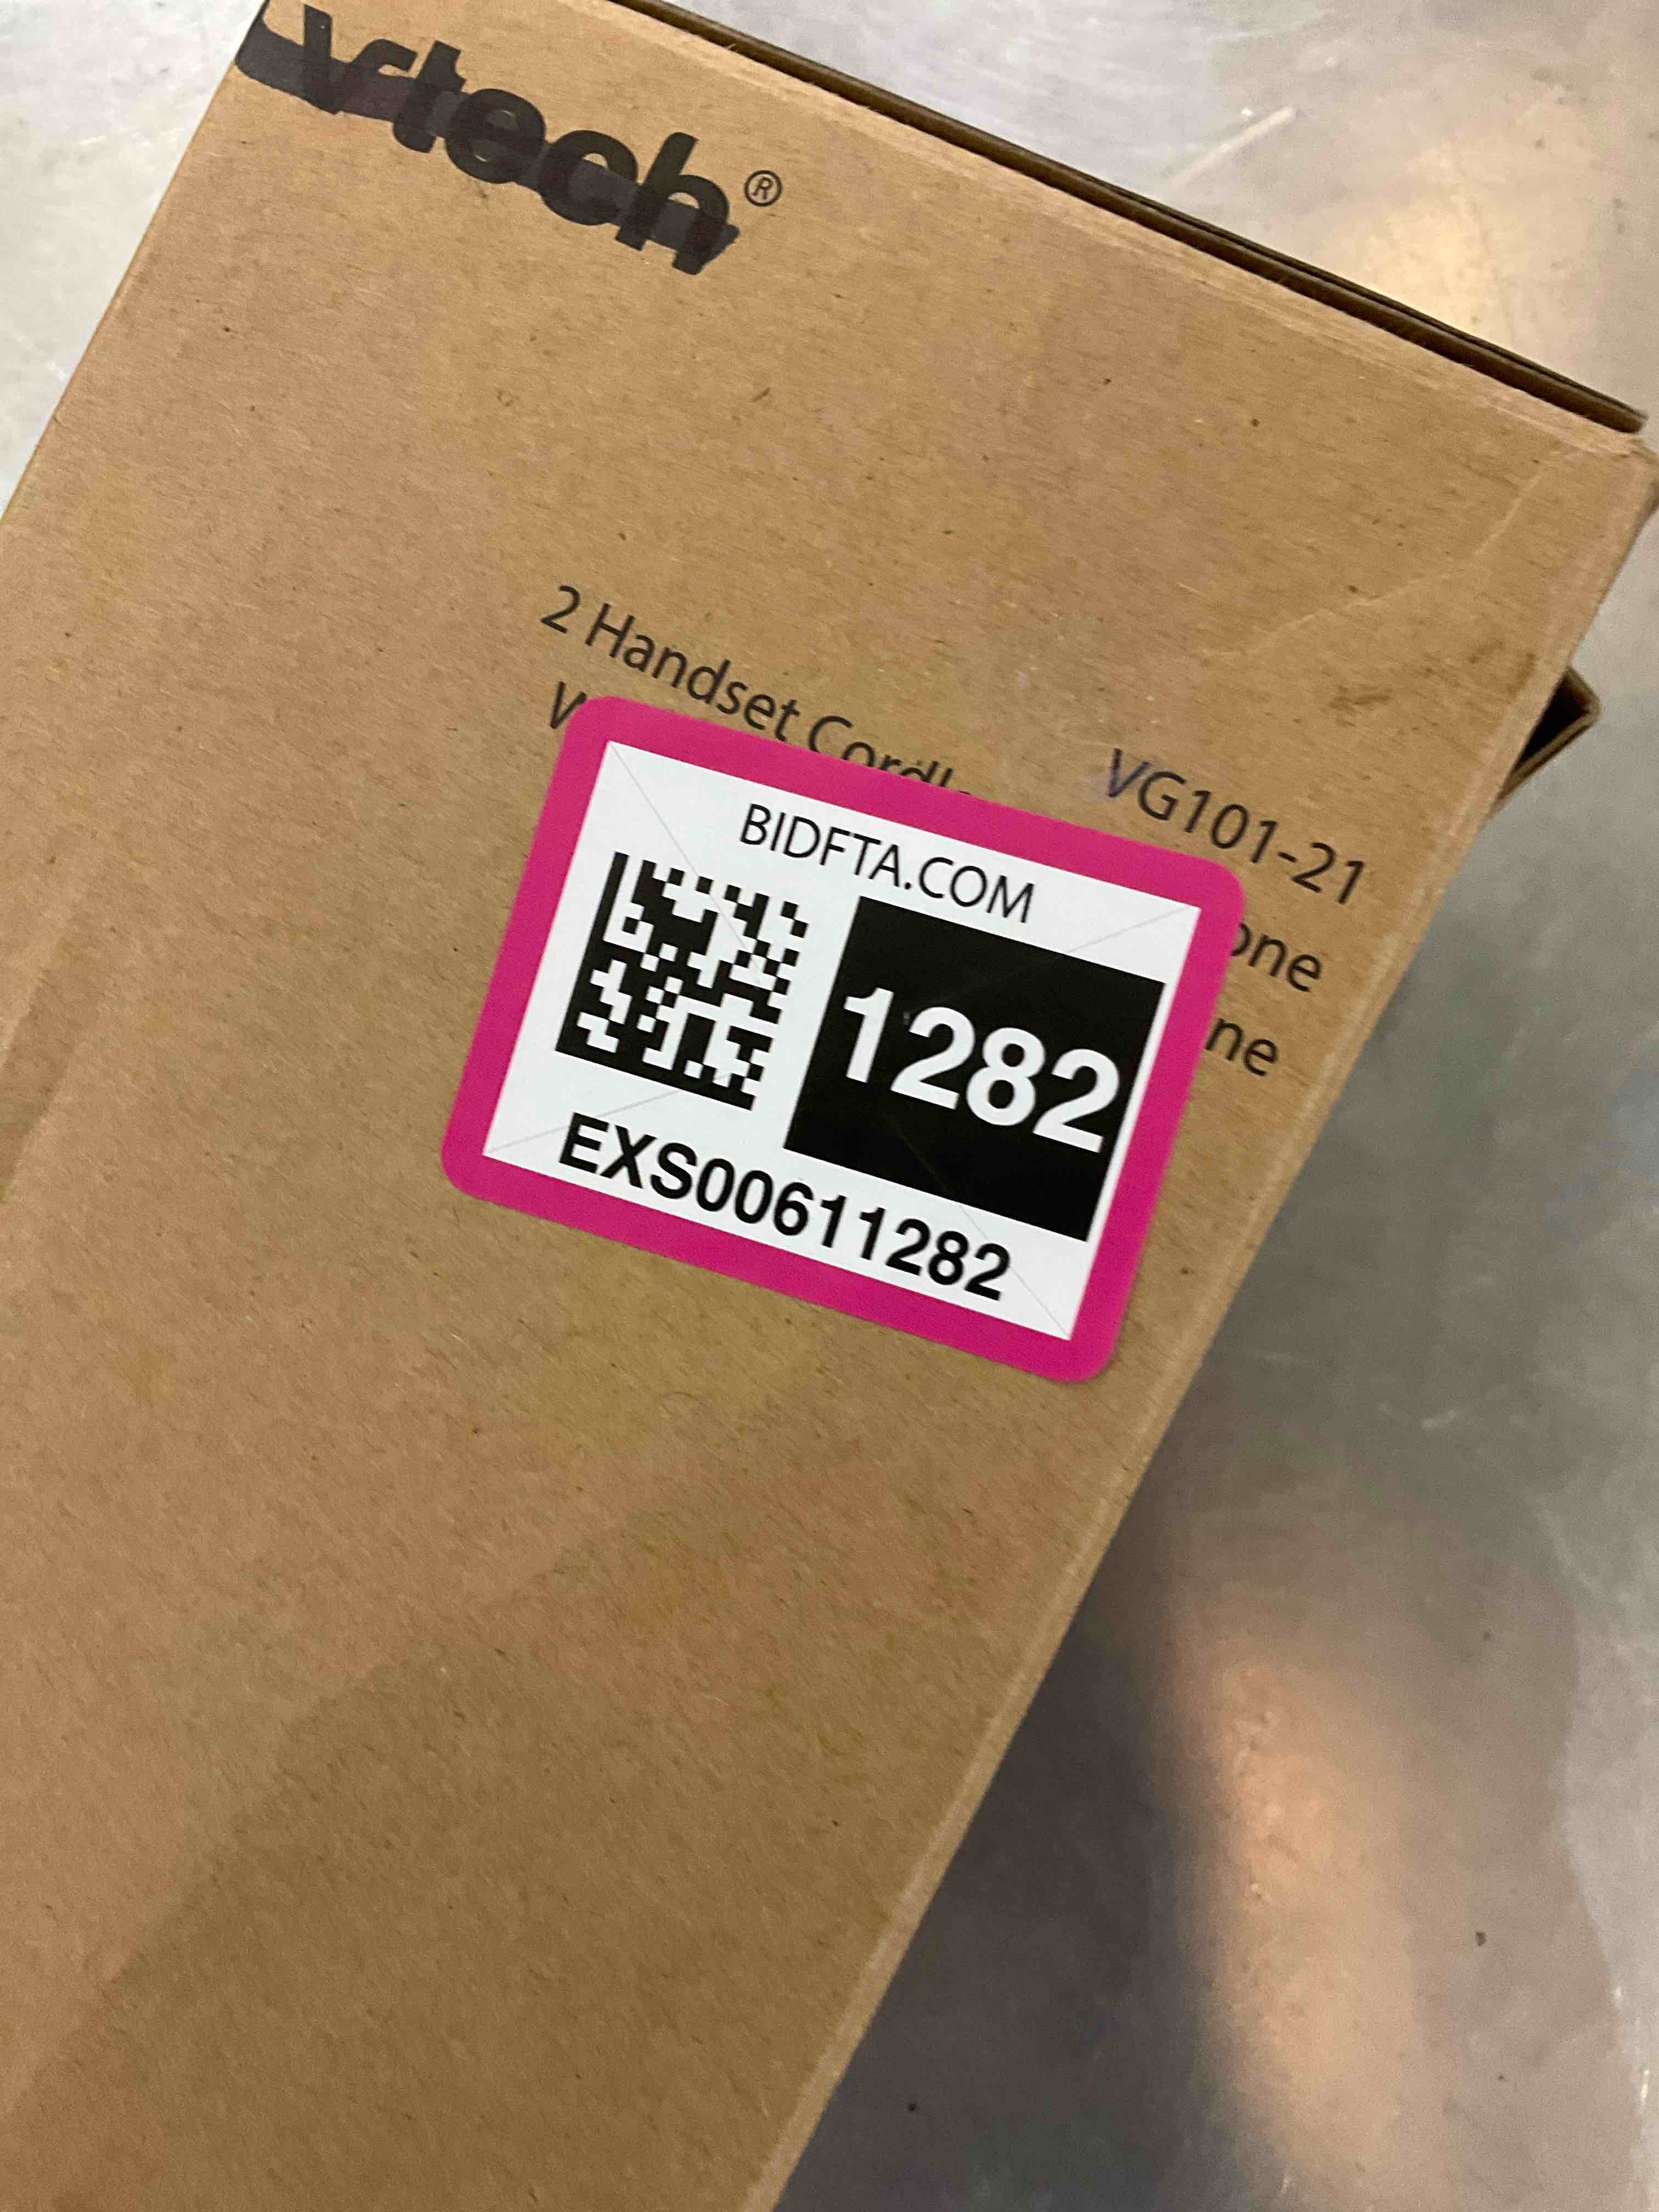 vtech®
VG101-21
2 Handset Cordl
one
ne
BIDFTA.COM
1282
EXS00611282